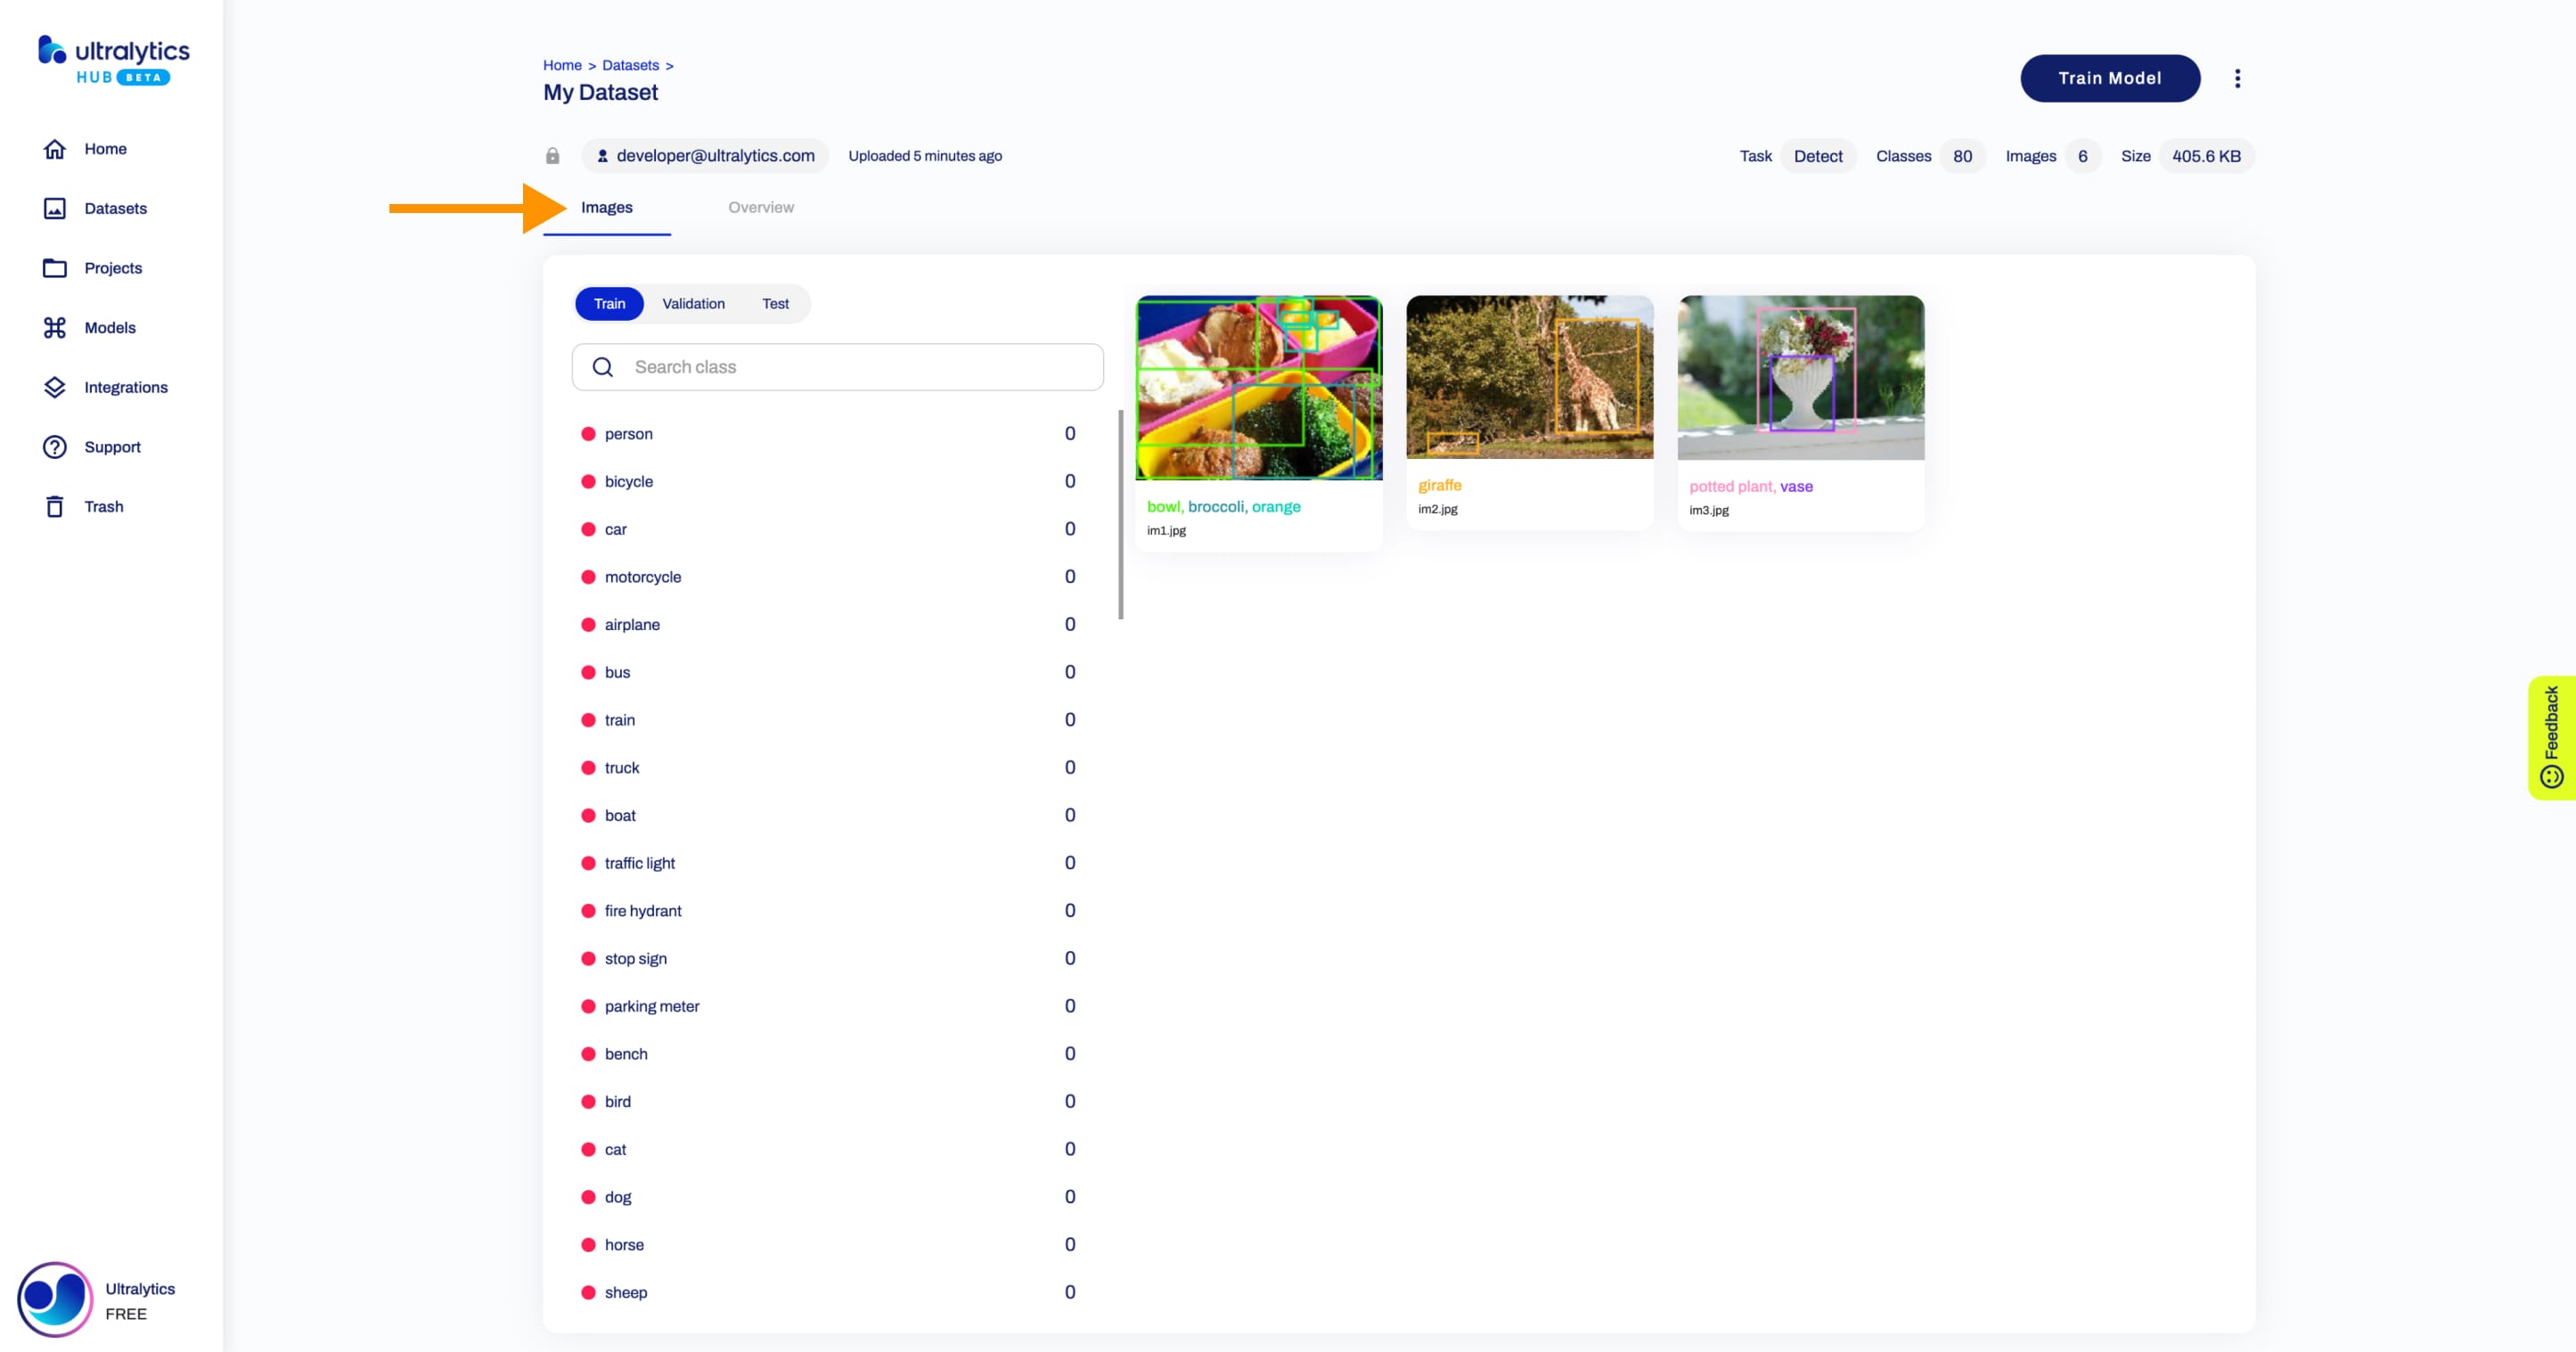 ultralytics
HUB BETA
Home
Datasets
Projects
Models
Integrations
Support
Trash
Ultralytics
FREE
Home > Datasets >
My Dataset
Train Model
developer@ultralytics.com Uploaded 5 minutes ago
Task Detect Classes 80 Images 6 Size 405.6 KB
Images Overview
Train Validation Test
Search class
person 0
bicycle 0
car 0
motorcycle 0
airplane 0
bus 0
train 0
truck 0
boat 0
traffic light 0
fire hydrant 0
stop sign 0
parking meter 0
bench 0
bird 0
cat 0
dog 0
horse 0
sheep 0
bowl, broccoli, orange
im1.jpg
giraffe
im2.jpg
potted plant, vase
im3.jpg
Feedback